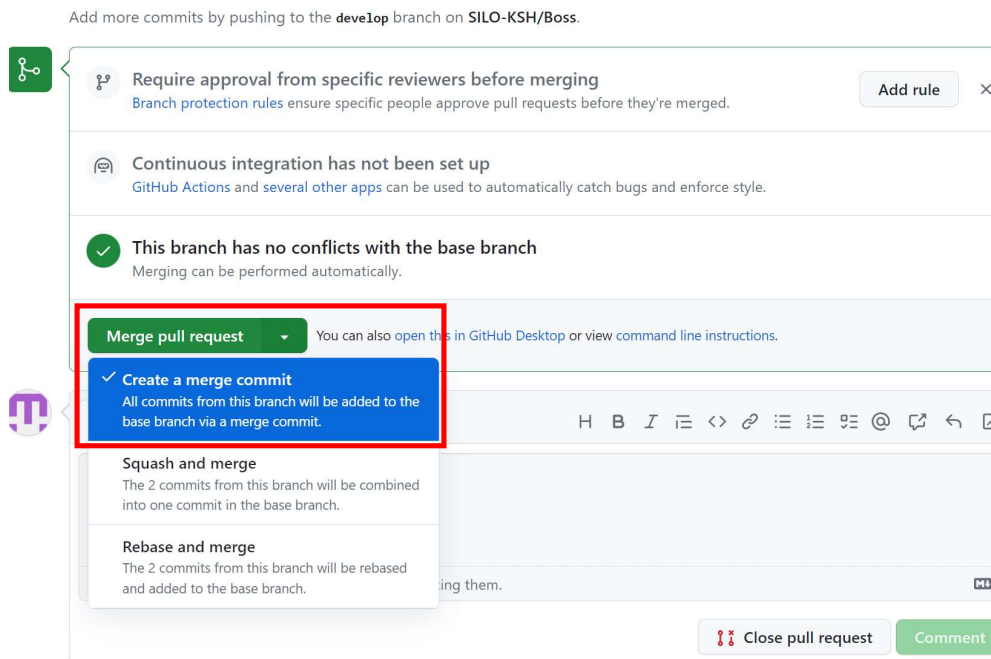 Add more commits by pushing to the develop branch on SILO-KSH/Boss.
Require approval from specific reviewers before merging
Branch protection rules ensure specific people approve pull requests before they're merged.
Add rule
Continuous integration has not been set up
GitHub Actions and several other apps can be used to automatically catch bugs and enforce style.
This branch has no conflicts with the base branch
Merging can be performed automatically.
Merge pull request
You can also open this in GitHub Desktop or view command line instructions.
Create a merge commit
All commits from this branch will be added to the
base branch via a merge commit.
Squash and merge
The 2 commits from this branch will be combined
into one commit in the base branch.
Rebase and merge
The 2 commits from this branch will be rebased
and added to the base branch.
ing them.
Close pull request
Comment